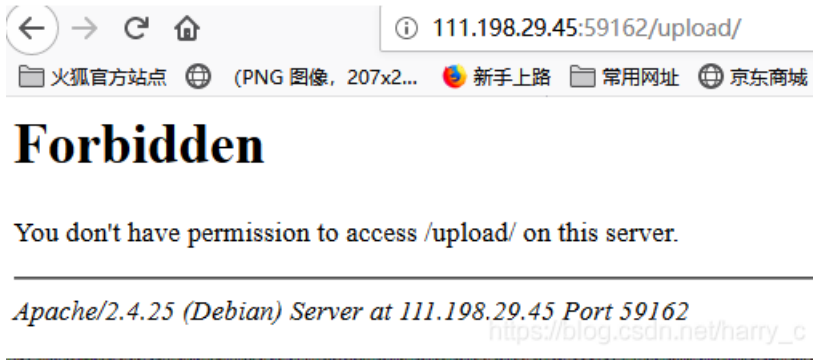 111.198.29.45:59162/upload/
火狐官方站点 (PNG 图像, 207x2... 新手上路 常用网址 京东商城
Forbidden
You don't have permission to access /upload/ on this server.
Apache/2.4.25 (Debian) Server at 111.198.29.45 Port 59162
https://blog.csdn.net/harry_c